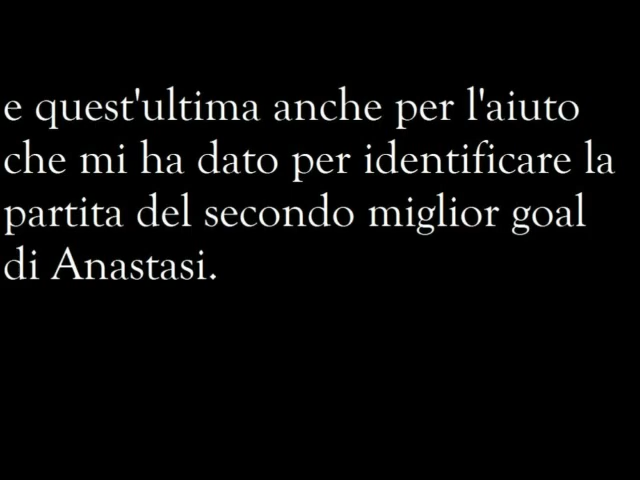 e quest'ultima anche per l'aiuto
che mi ha dato per identificare la
partita del secondo miglior goal
di Anastasi.